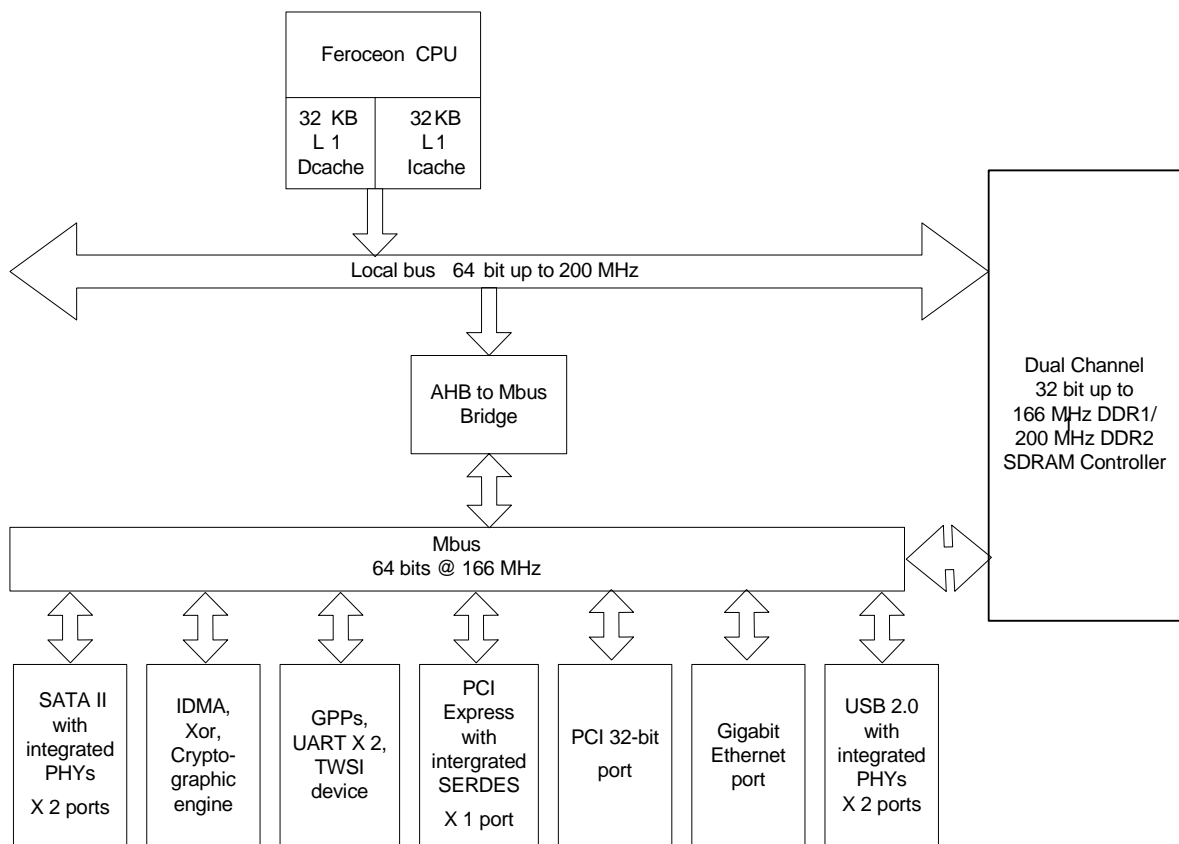 Feroceon CPU
32 KB
L 1
Dcache
32 KB
L 1
Icache
Local bus 64 bit up to 200 MHz
AHB to Mbus
Bridge
Dual Channel
32 bit up to
166 MHz DDR1/
1
200 MHz DDR2
SDRAM Controller
Mbus
64 bits @ 166 MHz
SATA II
with
integrated
PHYs
X 2 ports
IDMA,
Xor,
Crypto-
graphic
engine
GPPs,
UART X 2,
TWSI
device
PCI
Express
with
intergrated
SERDES
X 1 port
PCI 32-bit
port
Gigabit
Ethernet
port
USB 2.0
with
integrated
PHYs
X 2 ports